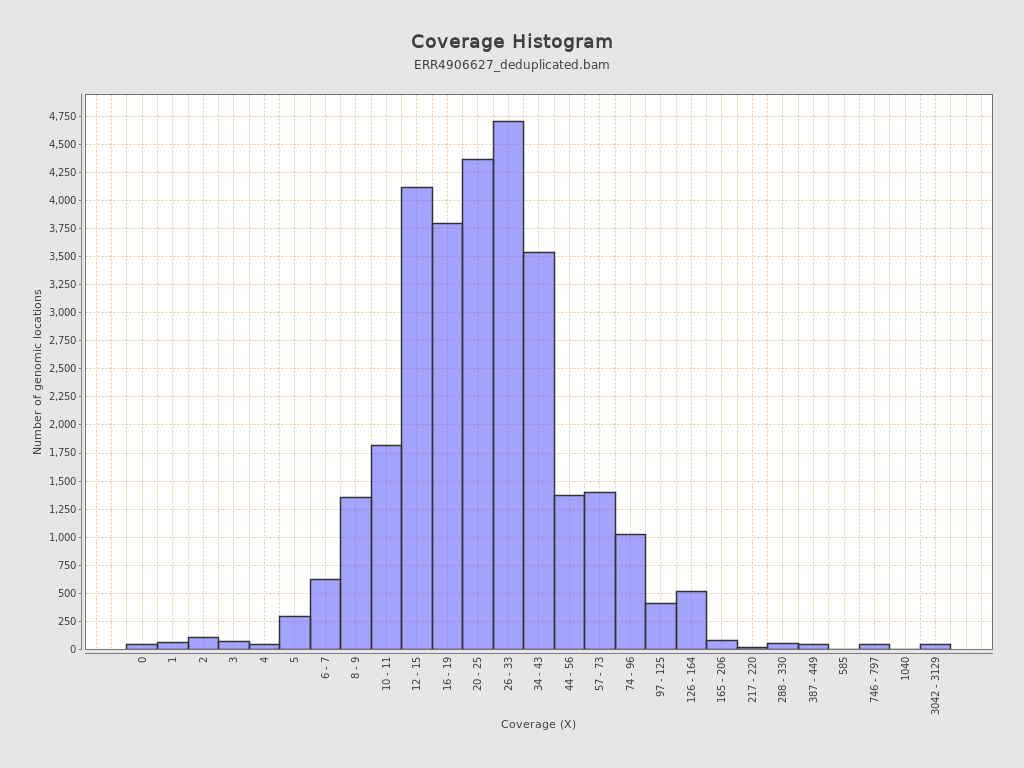 Coverage Histogram
ERR4906627_deduplicated.bam
4,750
4,500
4,250
4,000
3,750
3,500
3,250
3,000
2,750
2,500
2,250
2,000
1,750
1,500
1,250
1,000
750
500
250
0
Number of genomic locations
0
1
2
3
4
5
6 - 7
8 - 9
10 - 11
12 - 15
16 - 19
20 - 25
26 - 33
34 - 43
44 - 56
57 - 73
74 - 96
97 - 125
126 - 164
165 - 206
217 - 220
288 - 330
387 - 449
585
746 - 797
1040
3042 - 3129
Coverage (X)